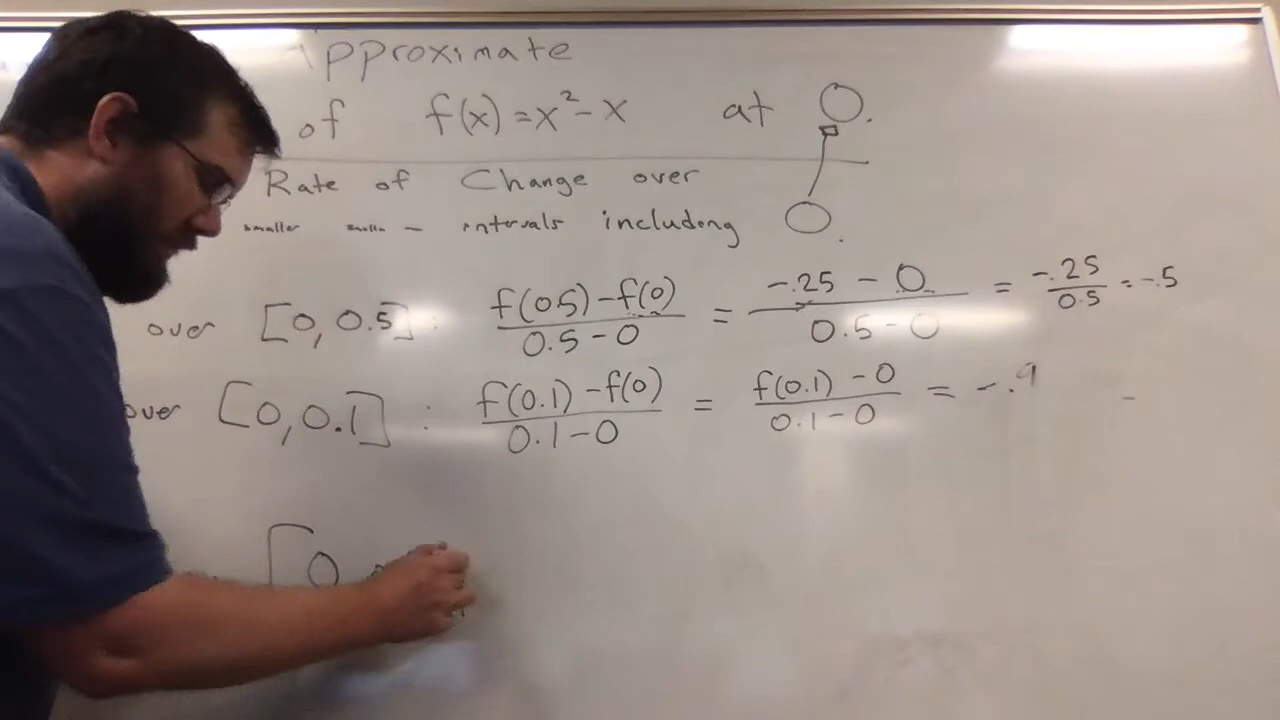 Approximate
of f(x) = x² - x at 0.
Rate of Change over
smaller smaller intervals including 0.
over [0, 0.5] : f(0.5) - f(0) / 0.5 - 0 = -.25 - 0 / 0.5 - 0 = -.25 / 0.5 = -.5
over [0, 0.1] : f(0.1) - f(0) / 0.1 - 0 = f(0.1) - 0 / 0.1 - 0 = -.9
[0